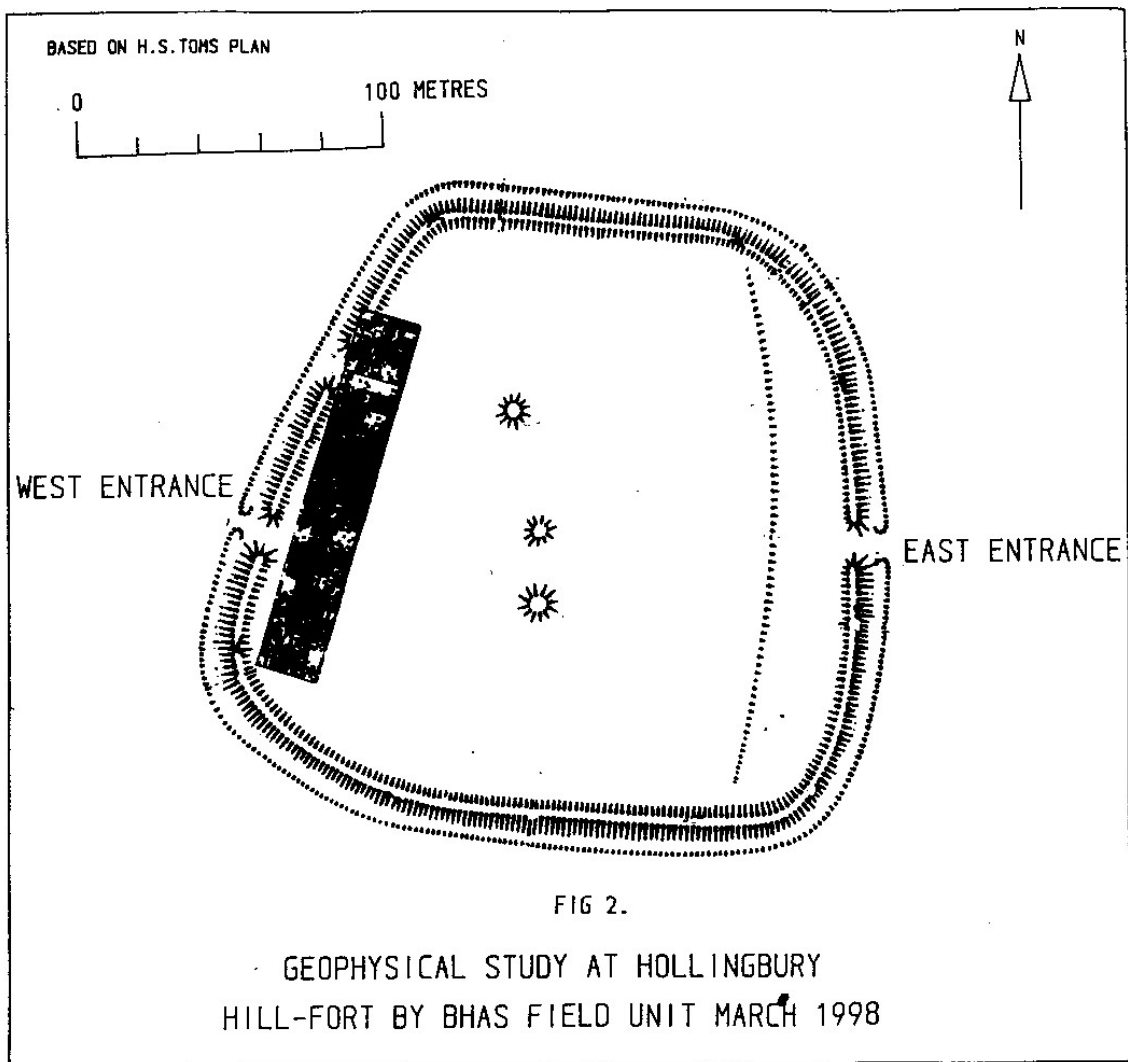 BASED ON H.S.TOMS PLAN
0
100 METRES
N
WEST ENTRANCE
EAST ENTRANCE
FIG 2.
GEOPHYSICAL STUDY AT HOLLINGBURY
HILL-FORT BY BHAS FIELD UNIT MARCH 1998